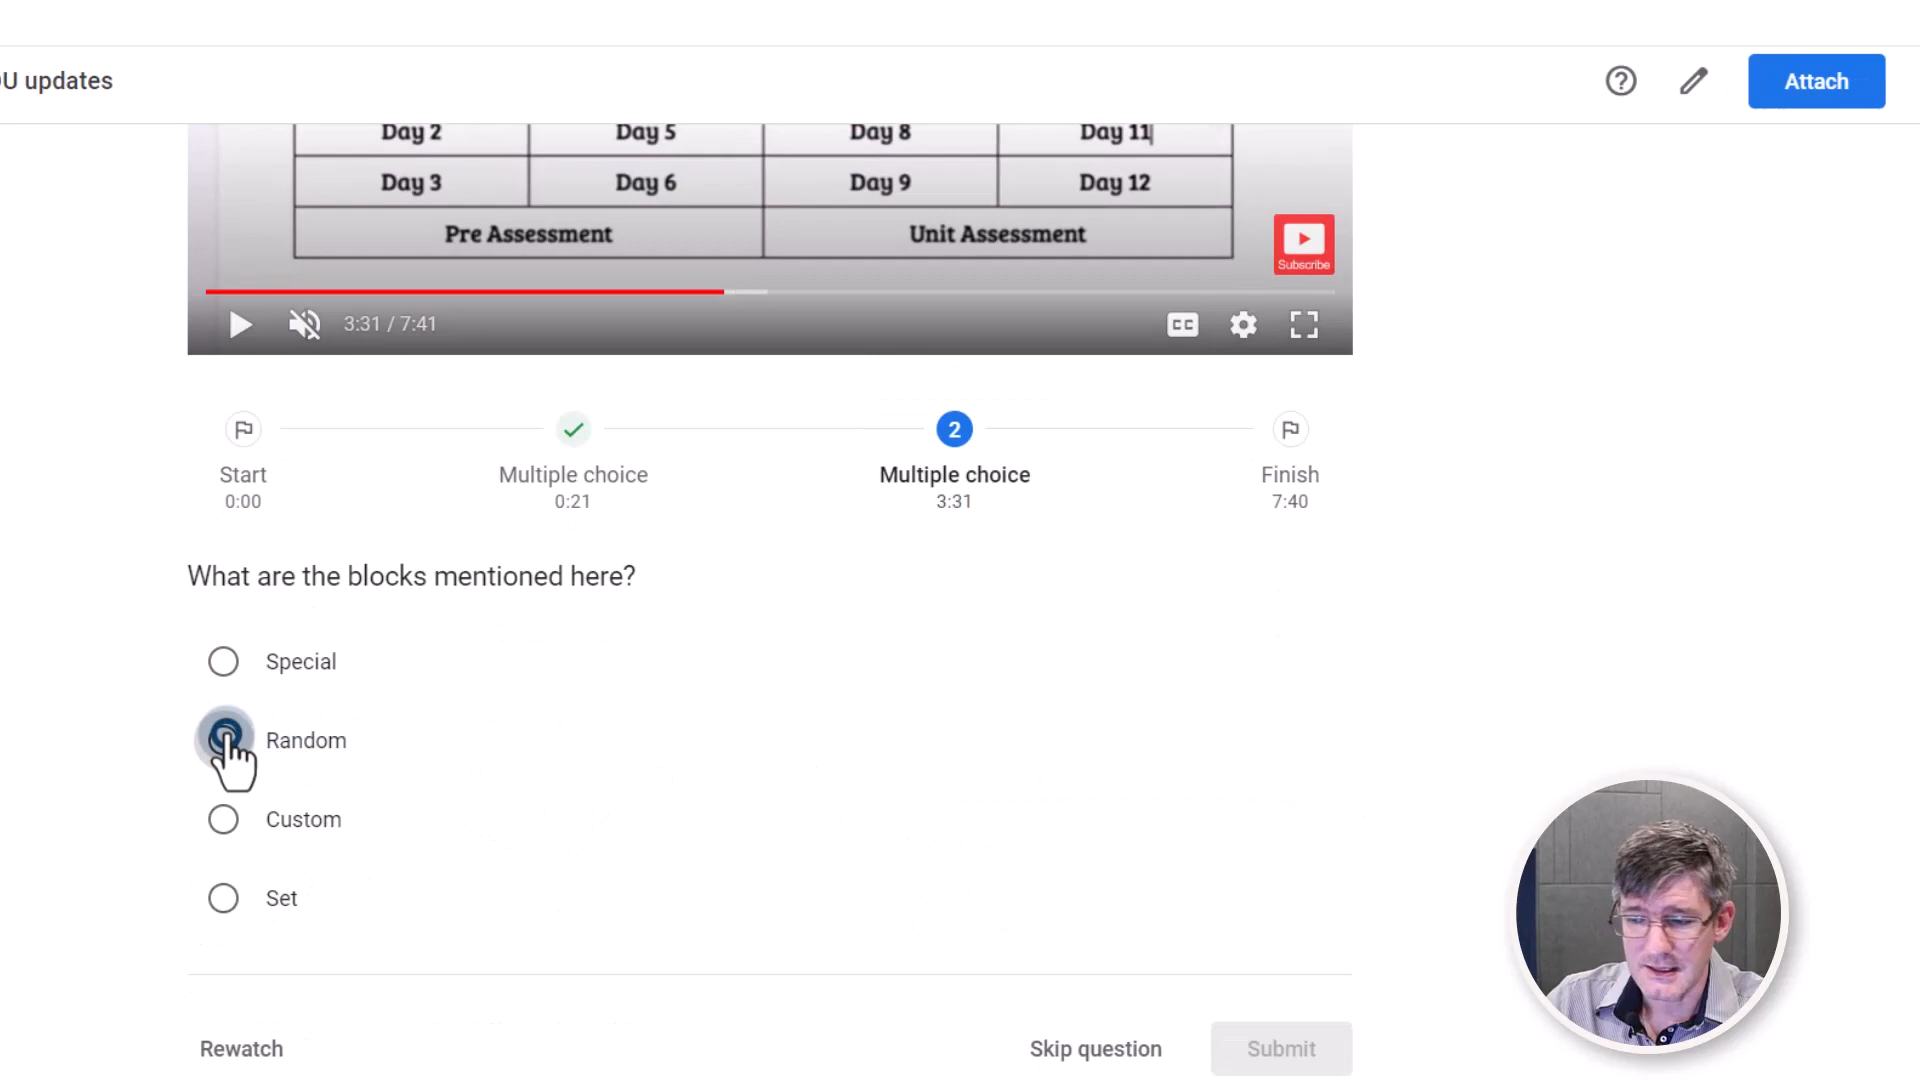 OU updates
Attach
Day 2 Day 5 Day 8 Day 11
Day 3 Day 6 Day 9 Day 12
Pre Assessment Unit Assessment
Subscribe
3:31 / 7:41
CC
2
Start Multiple choice Multiple choice Finish
0:00 0:21 3:31 7:40
What are the blocks mentioned here?
Special
Random
Custom
Set
Rewatch Skip question Submit